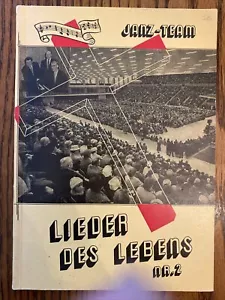 JANZ-TEAM
LIEDER
DES LEBENS
NR.2